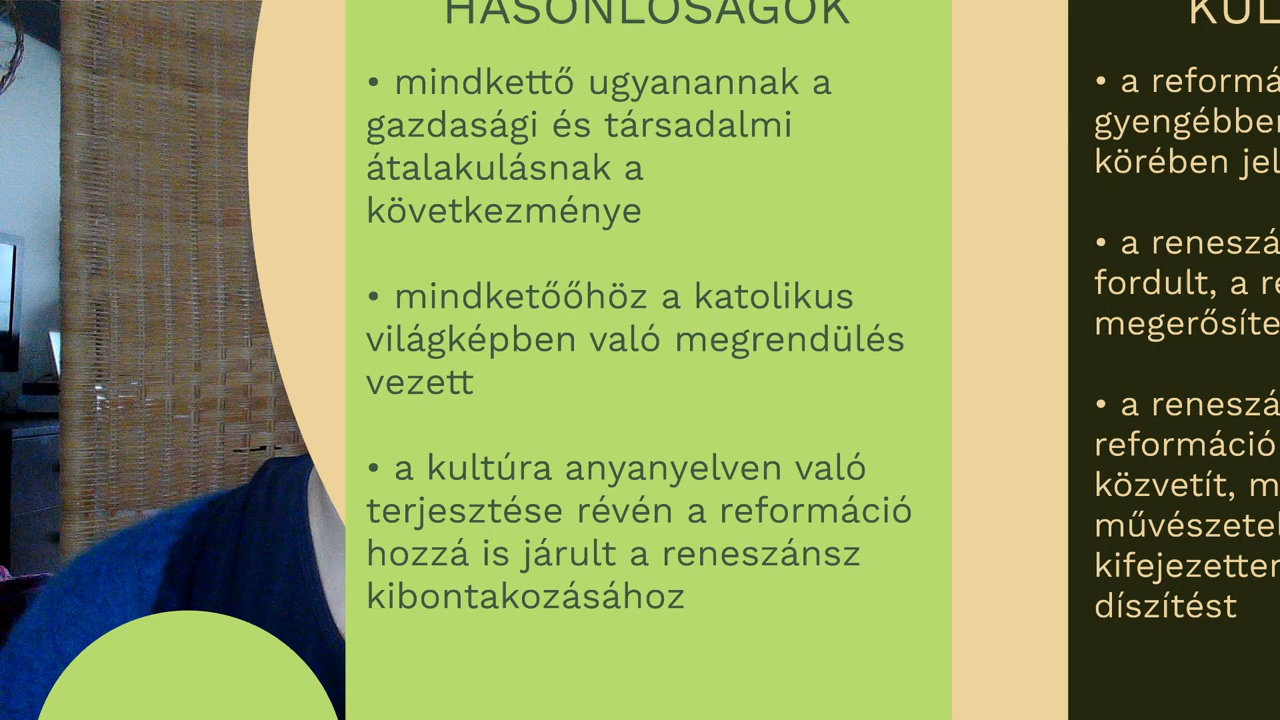 HASONLÓSÁGOK
• mindkettő ugyanannak a
gazdasági és társadalmi
átalakulásnak a
következménye
• mindketőőhöz a katolikus
világképben való megrendülés
vezett
• a kultúra anyanyelven való
terjesztése révén a reformáció
hozzá is járult a reneszánsz
kibontakozásához
• a reformá
gyengébbe
körében jel
• a reneszá
fordult, a re
megerősíte
• a reneszá
reformáció
közvetít, m
művészete
kifejezetten
díszítést